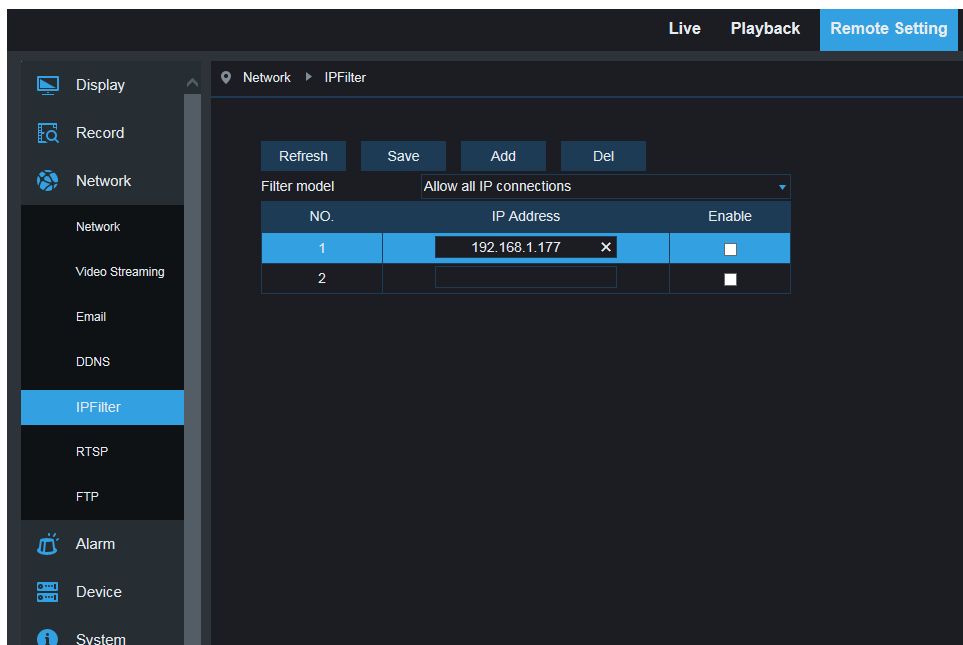 Live Playback Remote Setting
Display
Record
Network
Network
Video Streaming
Email
DDNS
IPFilter
RTSP
FTP
Alarm
Device
System
Network IPFilter
Refresh Save Add Del
Filter model Allow all IP connections
NO. IP Address Enable
1 192.168.1.177
2